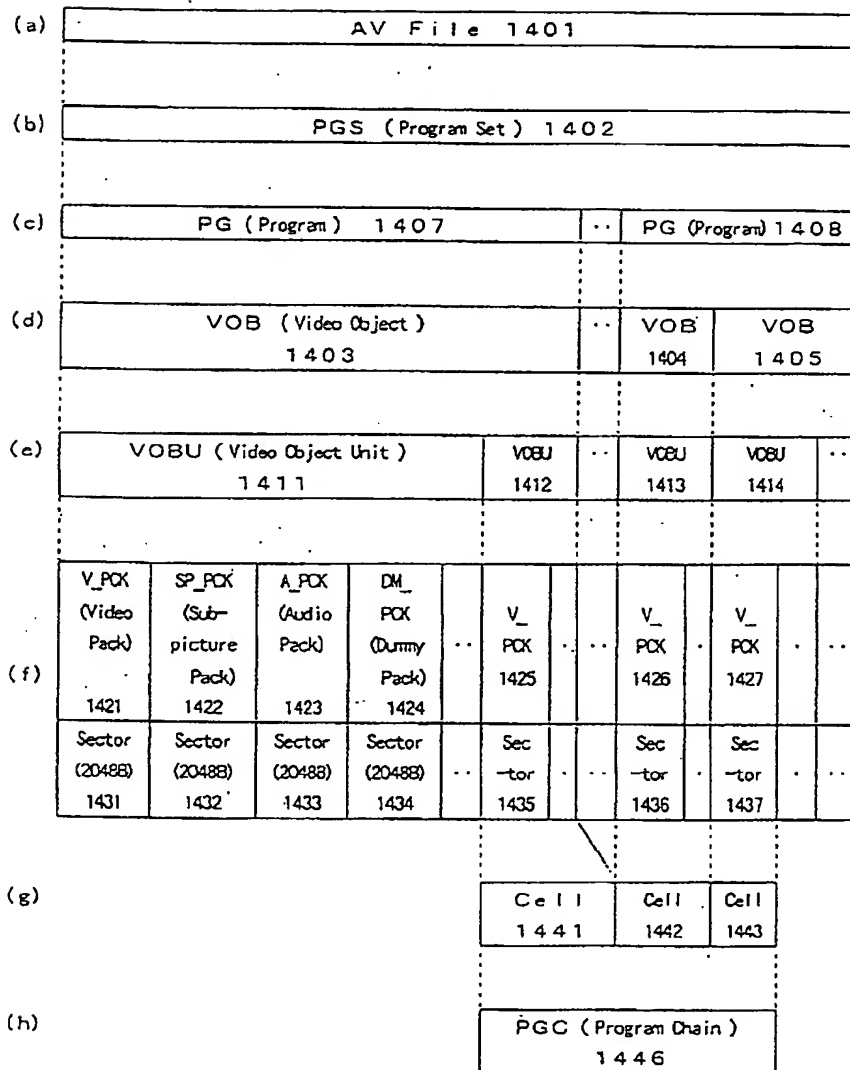 (a) AV File 1401
(b) PGS (Program Set) 1402
(c) PG (Program) 1407 ·· PG (Program) 1408
(d) VOB (Video Object) ·· VOB VOB
1403 1404 1405
(e) VOBU (Video Object Unit) VOBU ·· VOBU VOBU ··
1411 1412 1413 1414
V_PCK SP_PCK A_PCK DM_
(Video (Sub- (Audio PCK V_ V_ V_
Pack) picture Pack) (Dummy ·· PCK · ·· PCK · PCK · ··
(f) Pack) Pack) 1425 1426 1427
1421 1422 1423 1424
Sector Sector Sector Sector Sec Sec Sec
(2048B) (2048B) (2048B) (2048B) ·· -tor · ·· -tor · -tor · ··
1431 1432 1433 1434 1435 1436 1437
(g) Cell Cell Cell
1441 1442 1443
(h) PGC (Program Chain)
1446